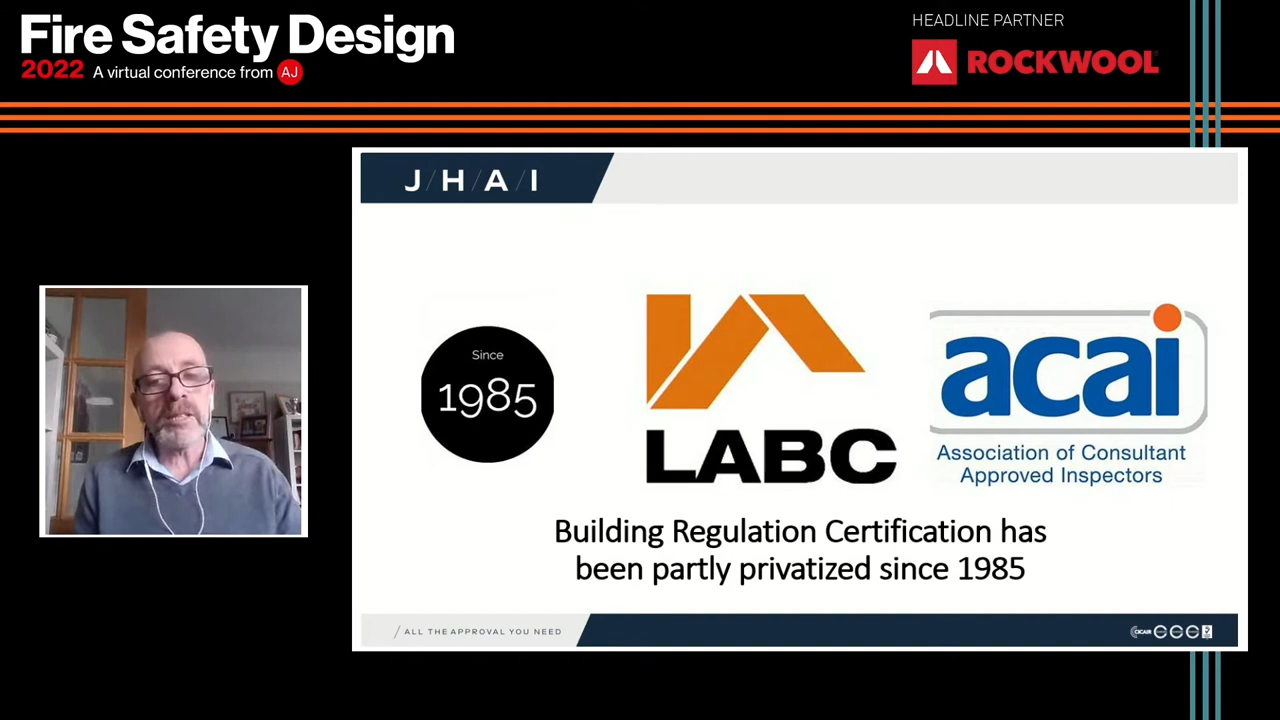 Fire Safety Design
2022 A virtual conference from AJ
HEADLINE PARTNER
ROCKWOOL
J/H/A/I
Since
1985
LABC
acai
Association of Consultant
Approved Inspectors
Building Regulation Certification has
been partly privatized since 1985
/ ALL THE APPROVAL YOU NEED
CICAIR